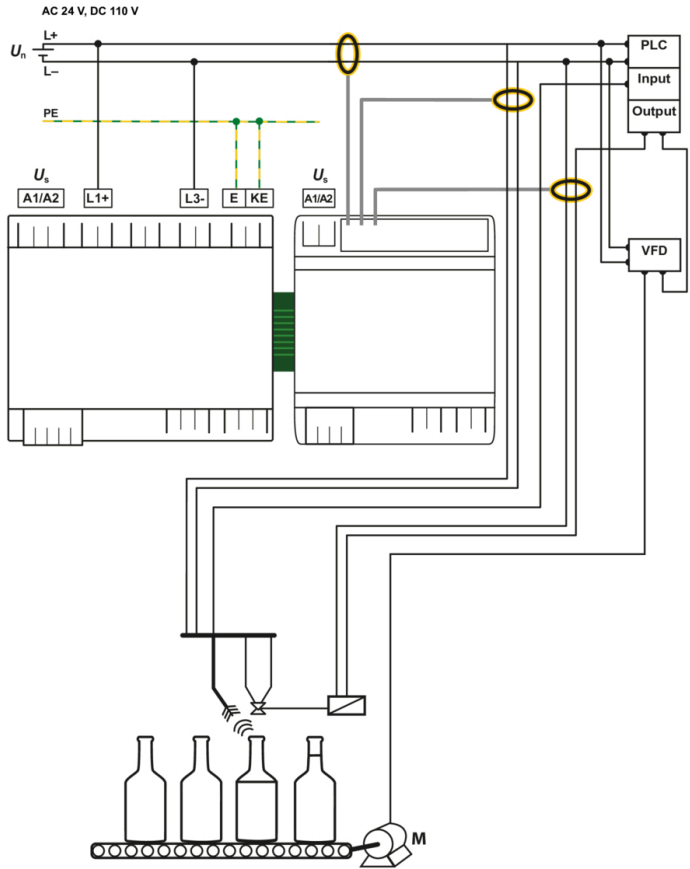 AC 24 V, DC 110 V
L+
Un
L–
PLC
Input
Output
PE
Us
Us
A1/A2
L1+
L3-
E
KE
A1/A2
VFD
M